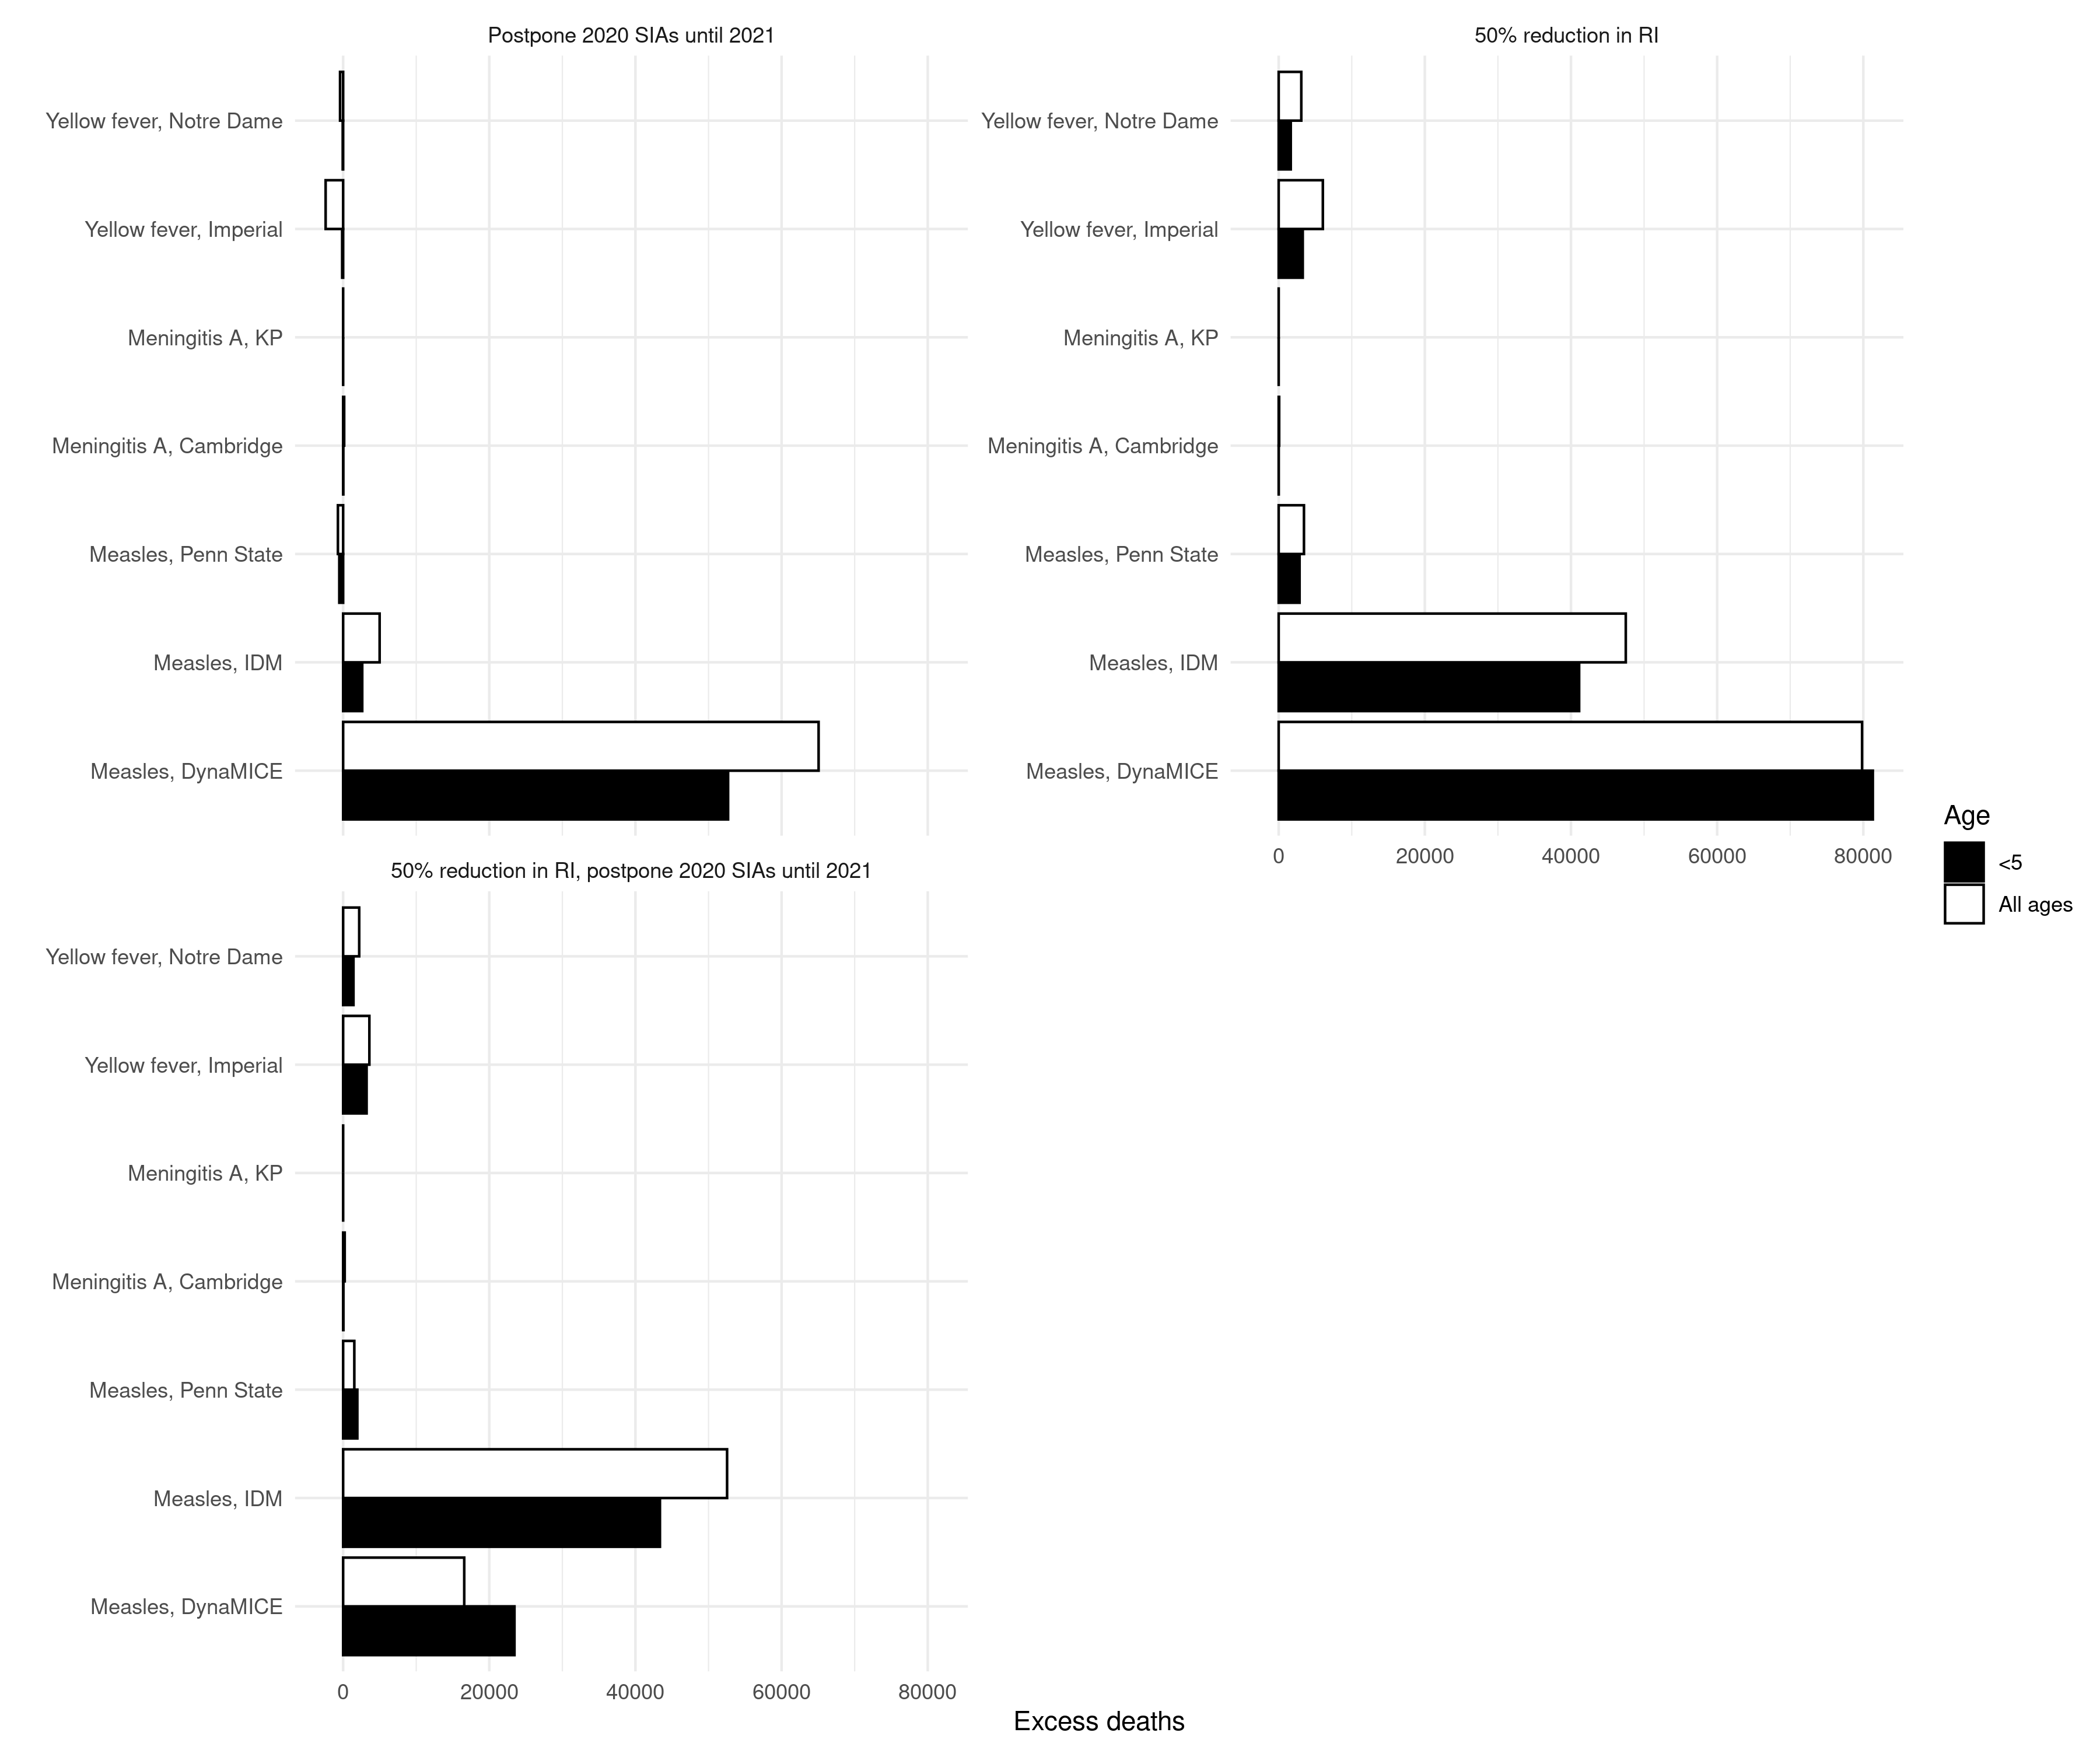 Postpone 2020 SIAs until 2021
Yellow fever, Notre Dame
Yellow fever, Imperial
Meningitis A, KP
Meningitis A, Cambridge
Measles, Penn State
Measles, IDM
Measles, DynaMICE
50% reduction in RI
Yellow fever, Notre Dame
Yellow fever, Imperial
Meningitis A, KP
Meningitis A, Cambridge
Measles, Penn State
Measles, IDM
Measles, DynaMICE
0 20000 40000 60000 80000
Age
<5
All ages
50% reduction in RI, postpone 2020 SIAs until 2021
Yellow fever, Notre Dame
Yellow fever, Imperial
Meningitis A, KP
Meningitis A, Cambridge
Measles, Penn State
Measles, IDM
Measles, DynaMICE
0 20000 40000 60000 80000
Excess deaths